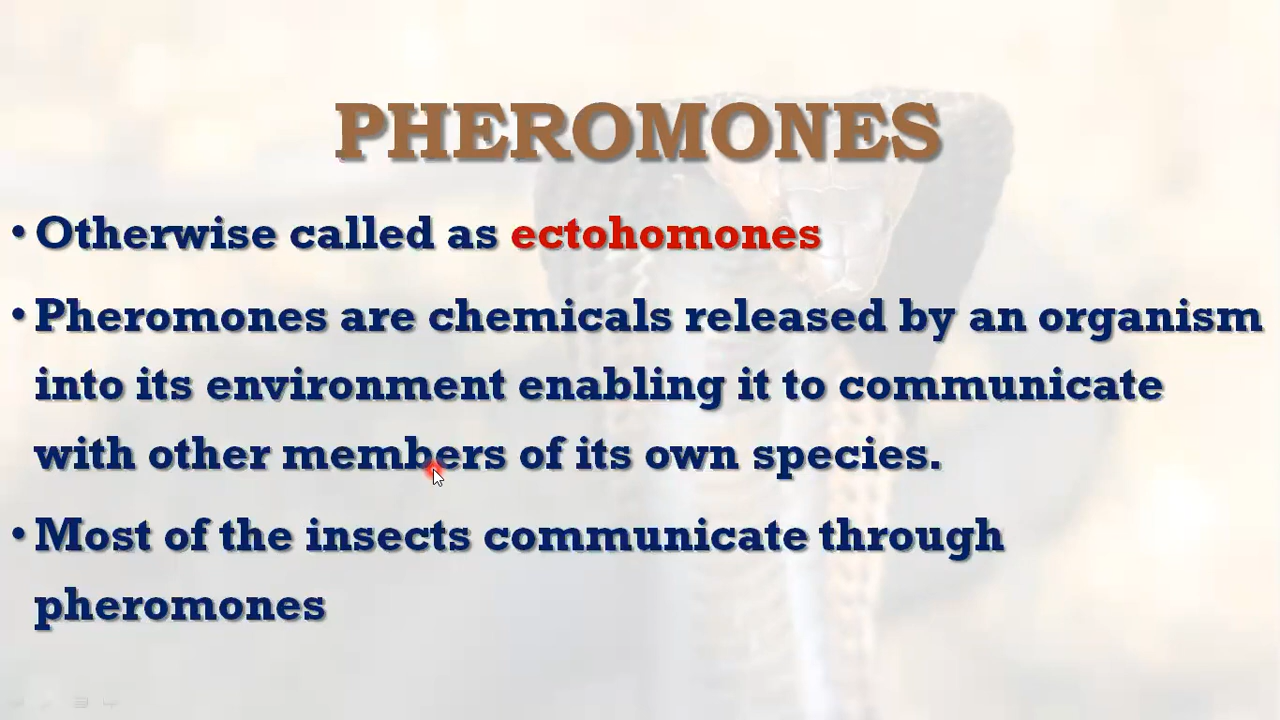 PHEROMONES
• Otherwise called as ectohomones
• Pheromones are chemicals released by an organism
into its environment enabling it to communicate
with other members of its own species.
• Most of the insects communicate through
pheromones